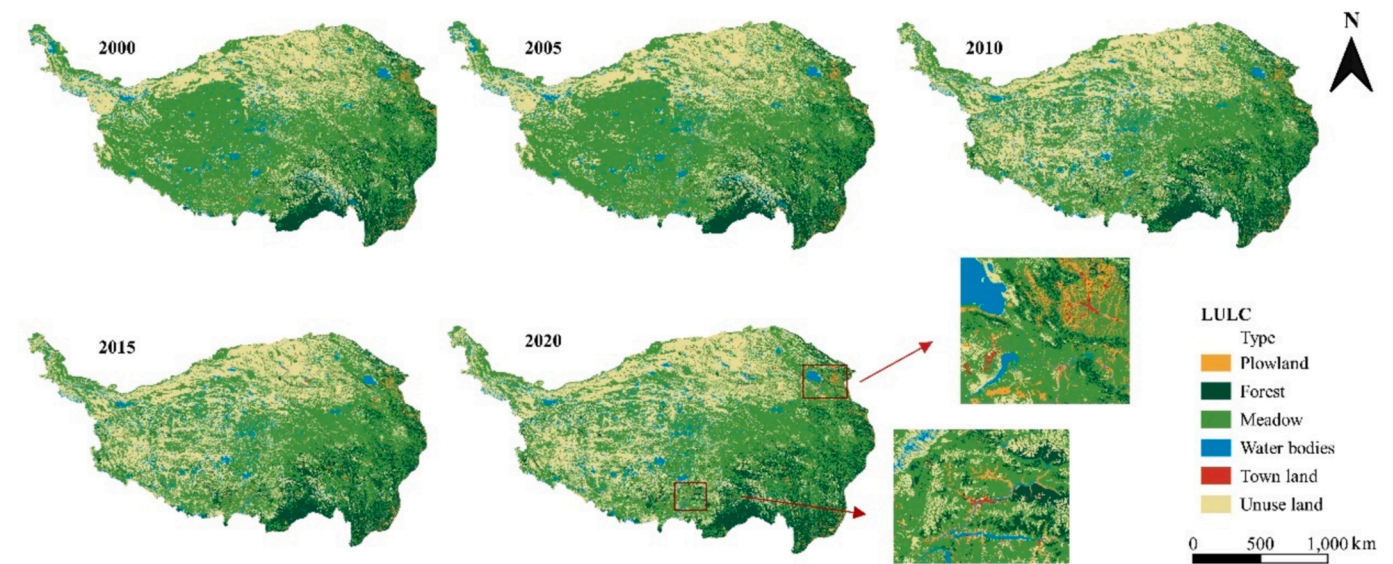 2000
2005
2010
N
2015
2020
LULC
Type
Plowland
Forest
Meadow
Water bodies
Town land
Unuse land
0 500 1,000 km